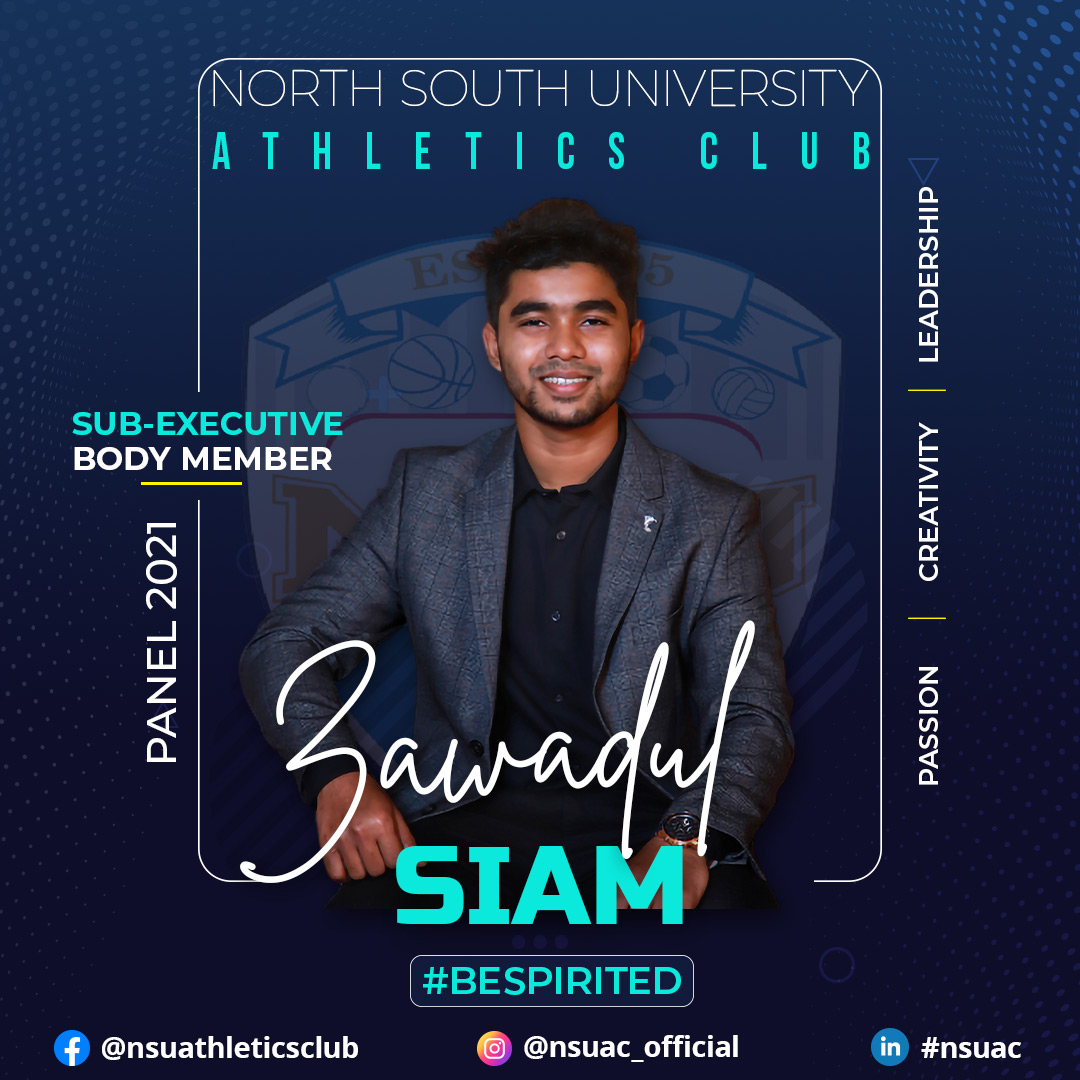 NORTH SOUTH UNIVERSITY
ATHLETICS CLUB
SUB-EXECUTIVE
BODY MEMBER
PANEL 2021
LEADERSHIP
CREATIVITY
PASSION
Zawadul
SIAM
#BESPIRITED
@nsuathleticsclub
@nsuac_official
#nsuac